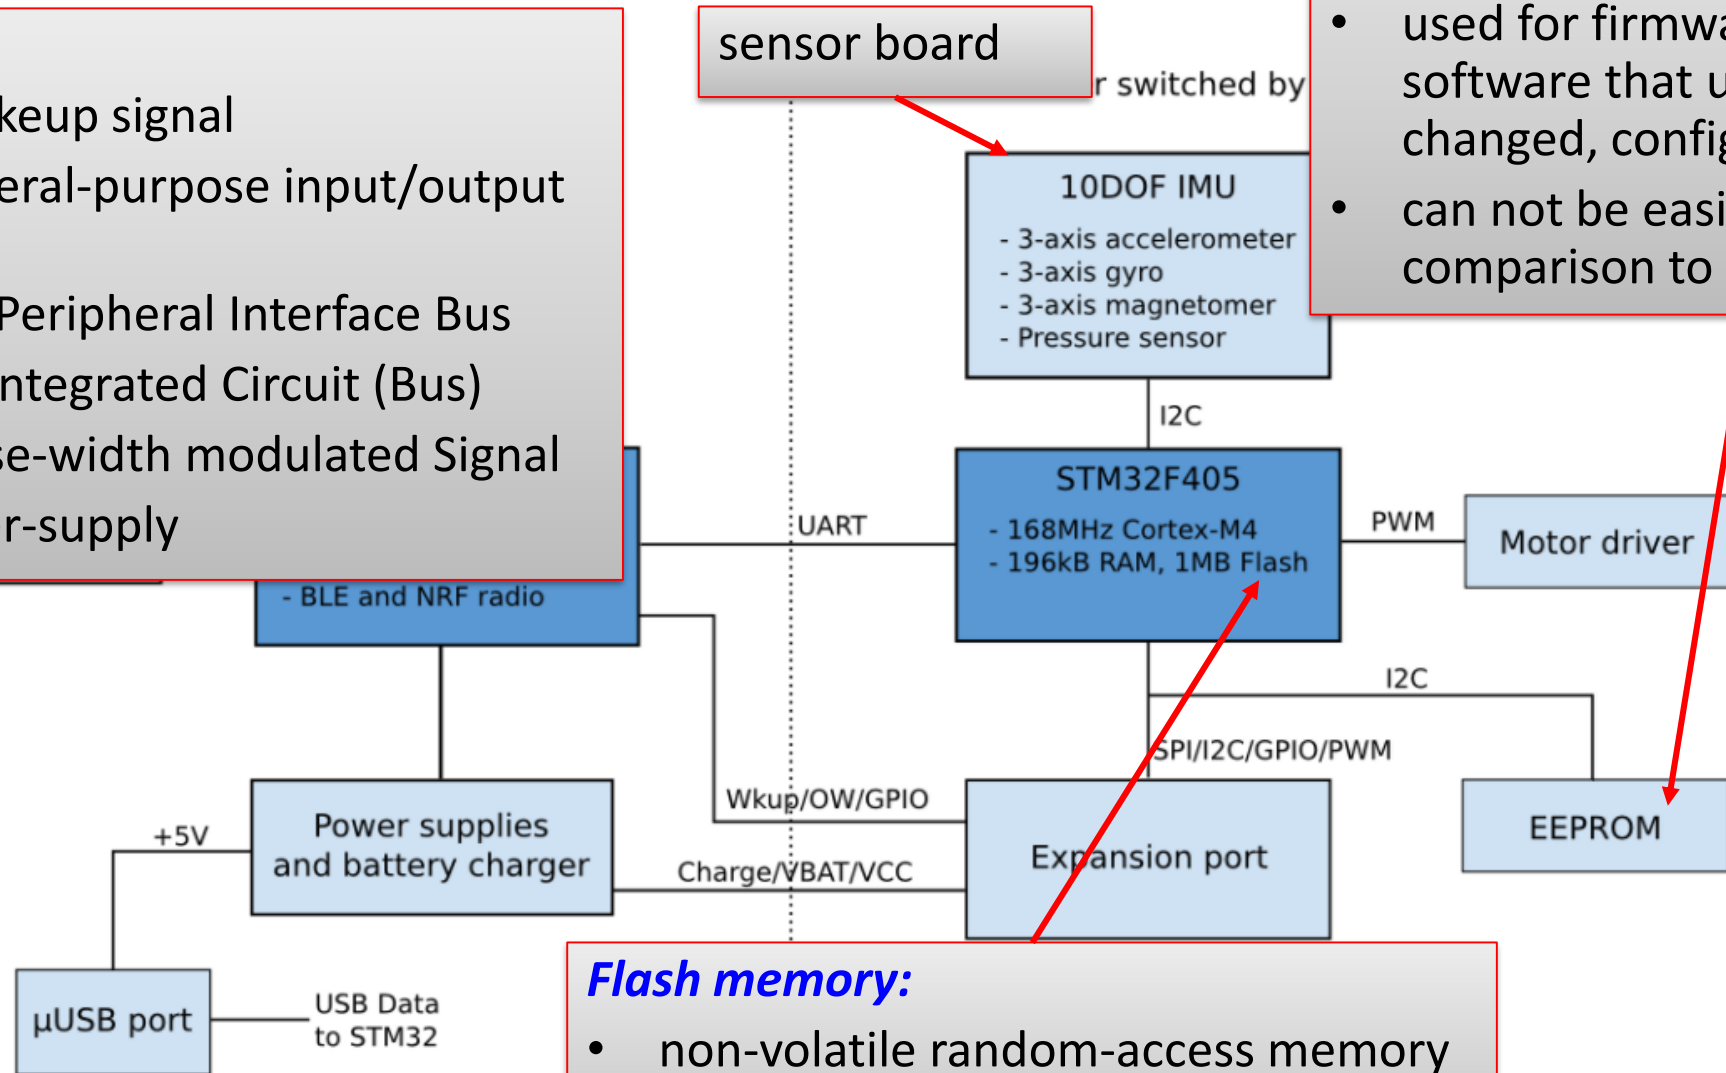 keup signal
eral-purpose input/output
Peripheral Interface Bus
ntegrated Circuit (Bus)
se-width modulated Signal
r-supply
sensor board
r switched by
used for firmwa
software that u
changed, config
can not be easi
comparison to
10DOF IMU
- 3-axis accelerometer
- 3-axis gyro
- 3-axis magnetomer
- Pressure sensor
I2C
STM32F405
- 168MHz Cortex-M4
- 196kB RAM, 1MB Flash
UART
PWM
Motor driver
- BLE and NRF radio
I2C
SPI/I2C/GPIO/PWM
Wkup/OW/GPIO
Charge/VBAT/VCC
+5V
Power supplies
and battery charger
Expansion port
EEPROM
µUSB port
USB Data
to STM32
Flash memory:
• non-volatile random-access memory